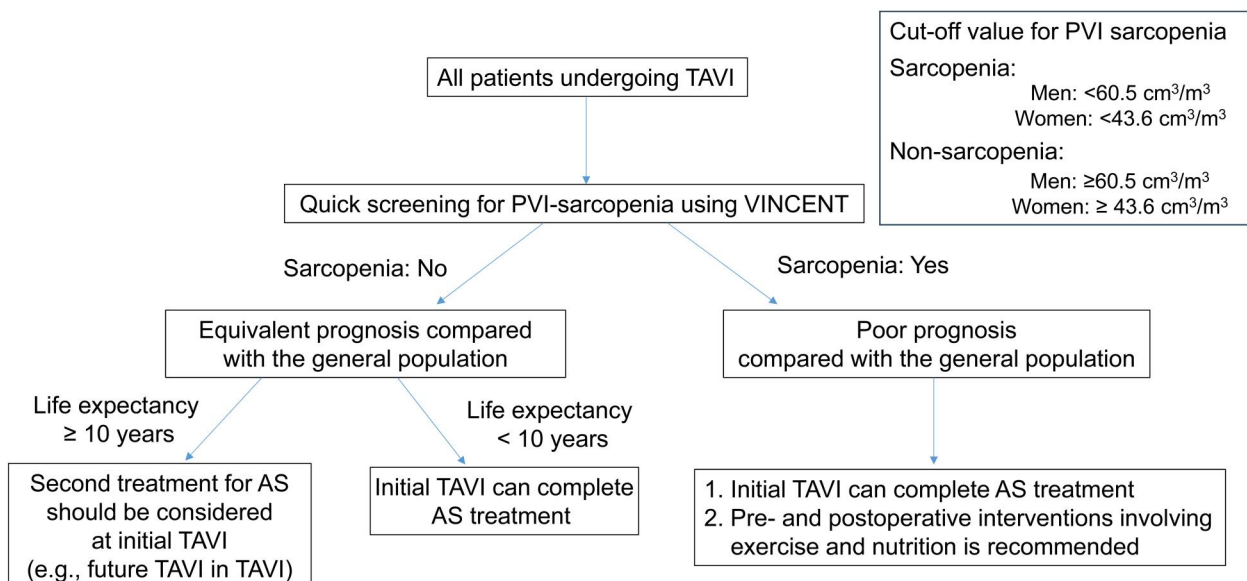 All patients undergoing TAVI
Cut-off value for PVI sarcopenia
Sarcopenia:
Men: <60.5 cm³/m³
Women: <43.6 cm³/m³
Non-sarcopenia:
Men: ≥60.5 cm³/m³
Women: ≥ 43.6 cm³/m³
Quick screening for PVI-sarcopenia using VINCENT
Sarcopenia: No
Sarcopenia: Yes
Equivalent prognosis compared
with the general population
Poor prognosis
compared with the general population
Life expectancy
≥ 10 years
Life expectancy
< 10 years
Second treatment for AS
should be considered
at initial TAVI
(e.g., future TAVI in TAVI)
Initial TAVI can complete
AS treatment
1. Initial TAVI can complete AS treatment
2. Pre- and postoperative interventions involving
exercise and nutrition is recommended